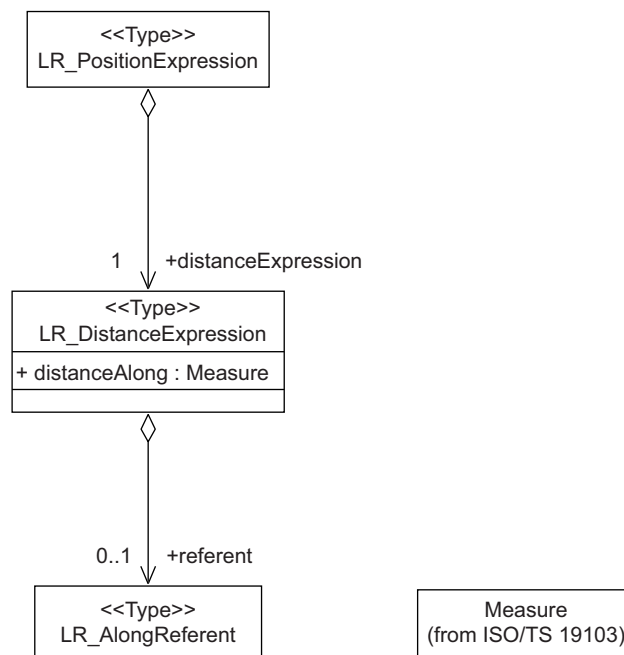 <<Type>>
LR_PositionExpression
1 +distanceExpression
<<Type>>
LR_DistanceExpression
+ distanceAlong : Measure
0..1 +referent
<<Type>>
LR_AlongReferent
Measure
(from ISO/TS 19103)